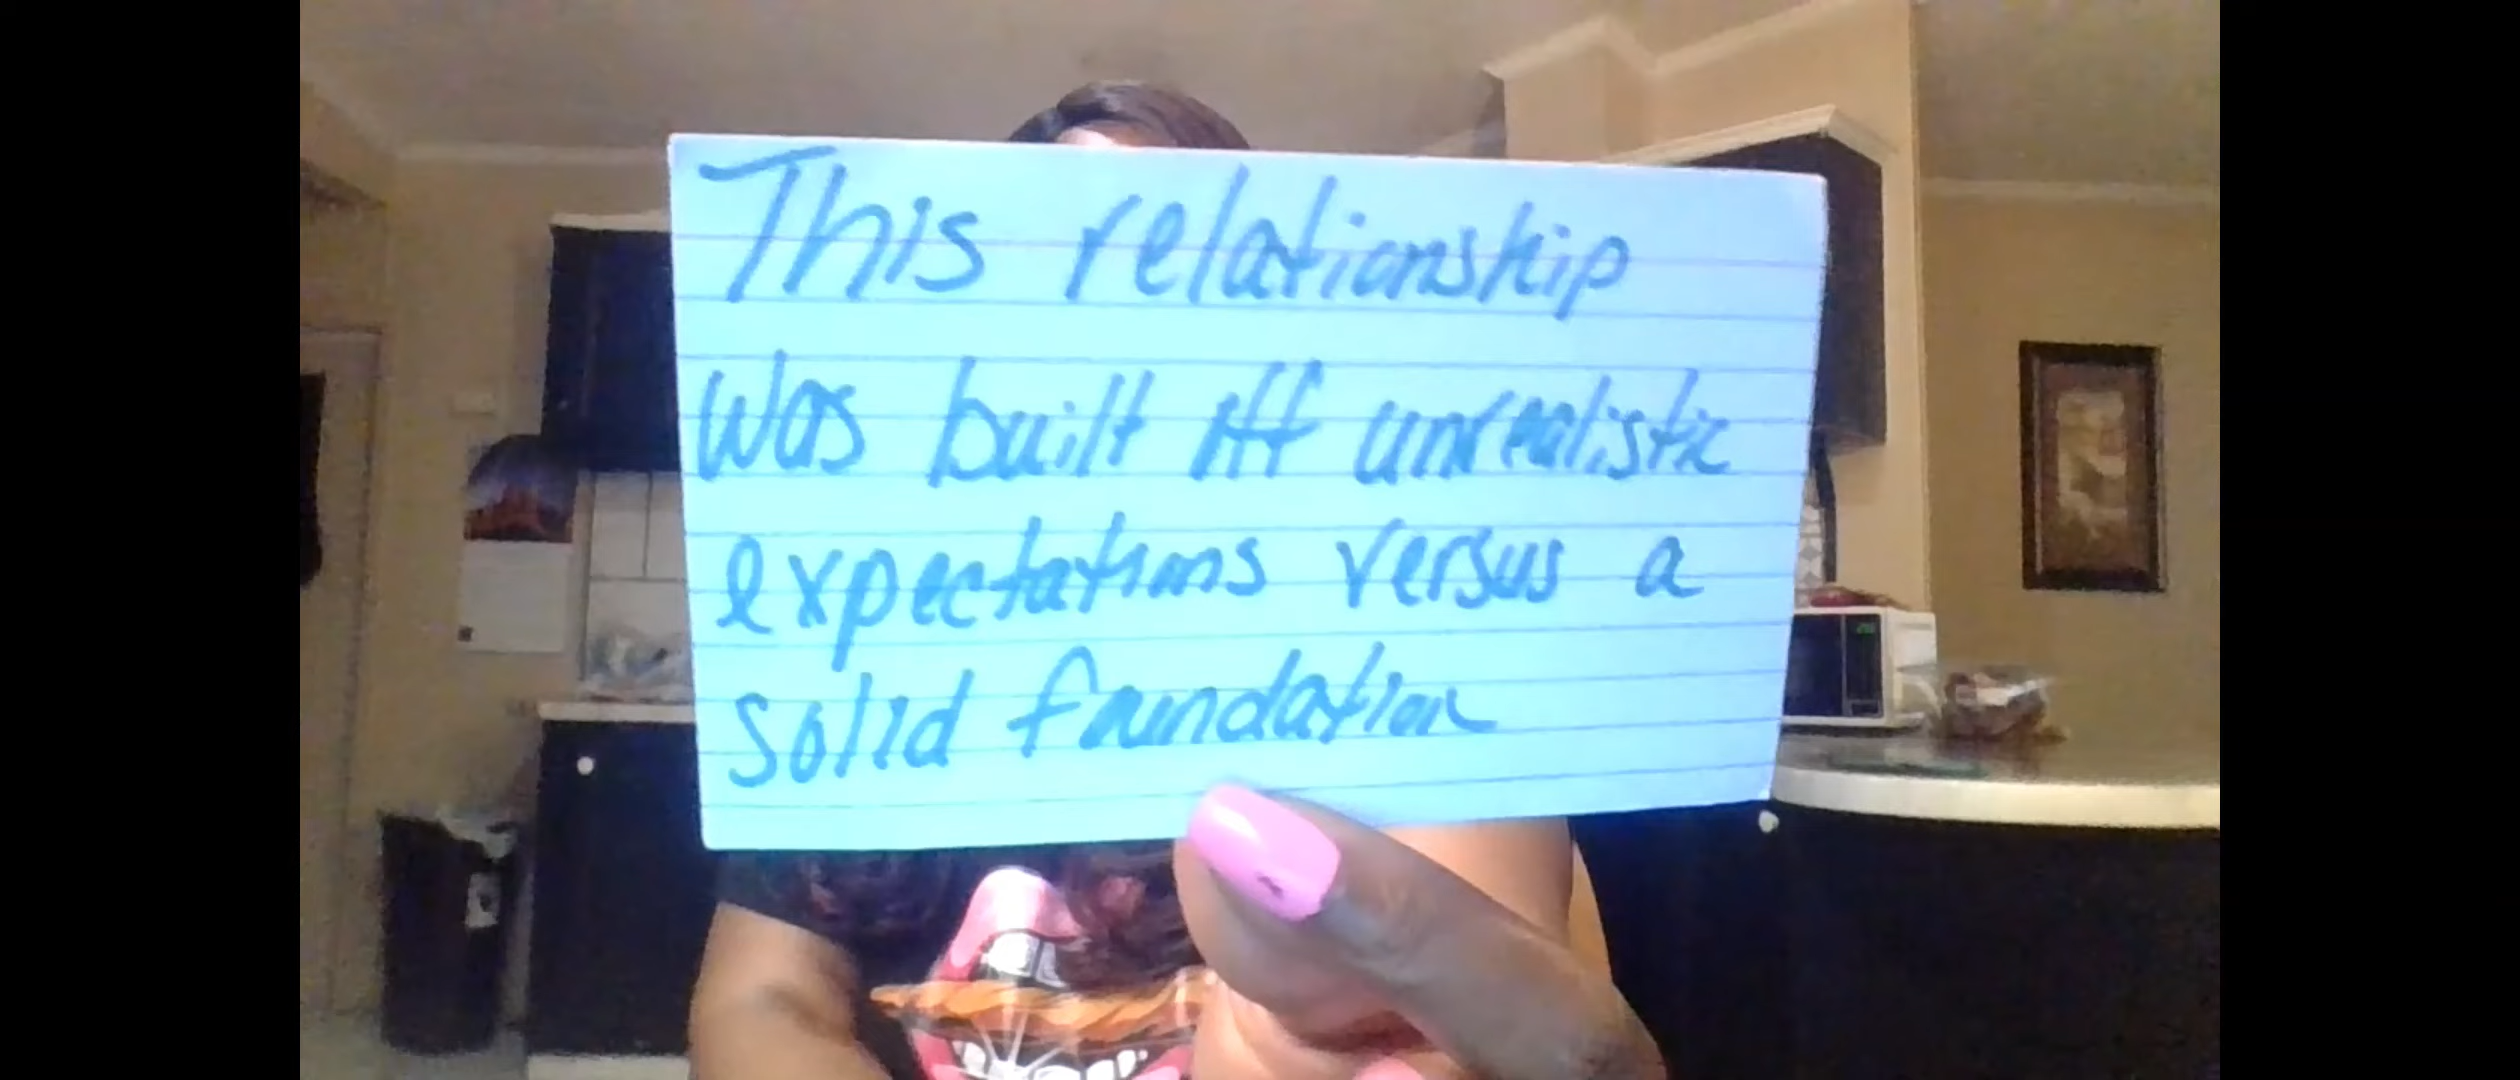 This relationship
was built off unrealistic
expectations versus a
solid foundation